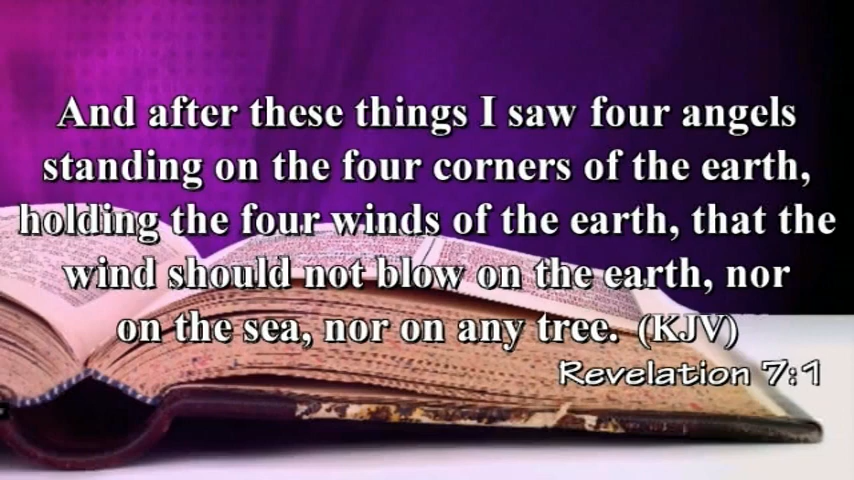 And after these things I saw four angels
standing on the four corners of the earth,
holding the four winds of the earth, that the
wind should not blow on the earth, nor
on the sea, nor on any tree. (KJV)
Revelation 7:1